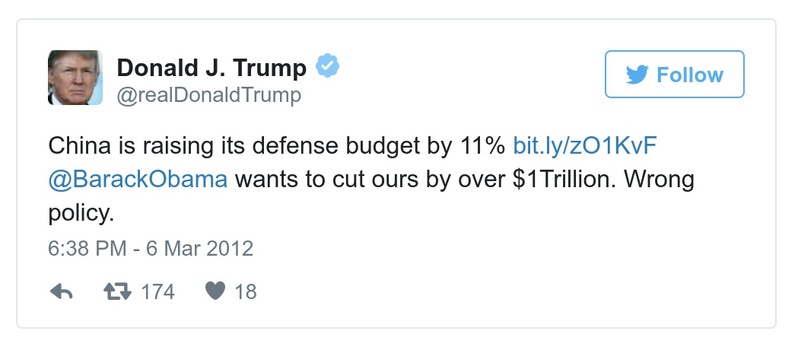 Donald J. Trump
@realDonaldTrump
Follow
China is raising its defense budget by 11% bit.ly/zO1KvF
@BarackObama wants to cut ours by over $1Trillion. Wrong
policy.
6:38 PM - 6 Mar 2012
174 18